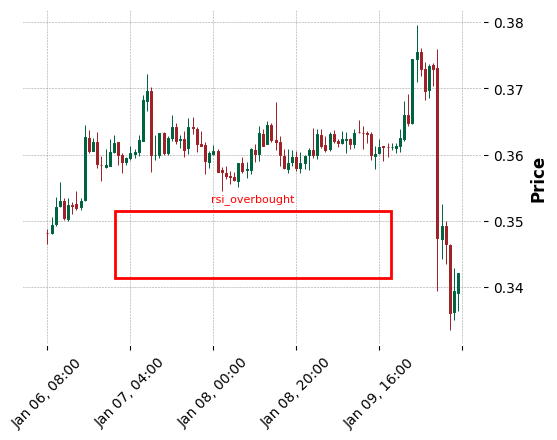 0.38
0.37
0.36
0.35
0.34
Price
rsi_overbought
Jan 06, 08:00
Jan 07, 04:00
Jan 08, 00:00
Jan 08, 20:00
Jan 09, 16:00